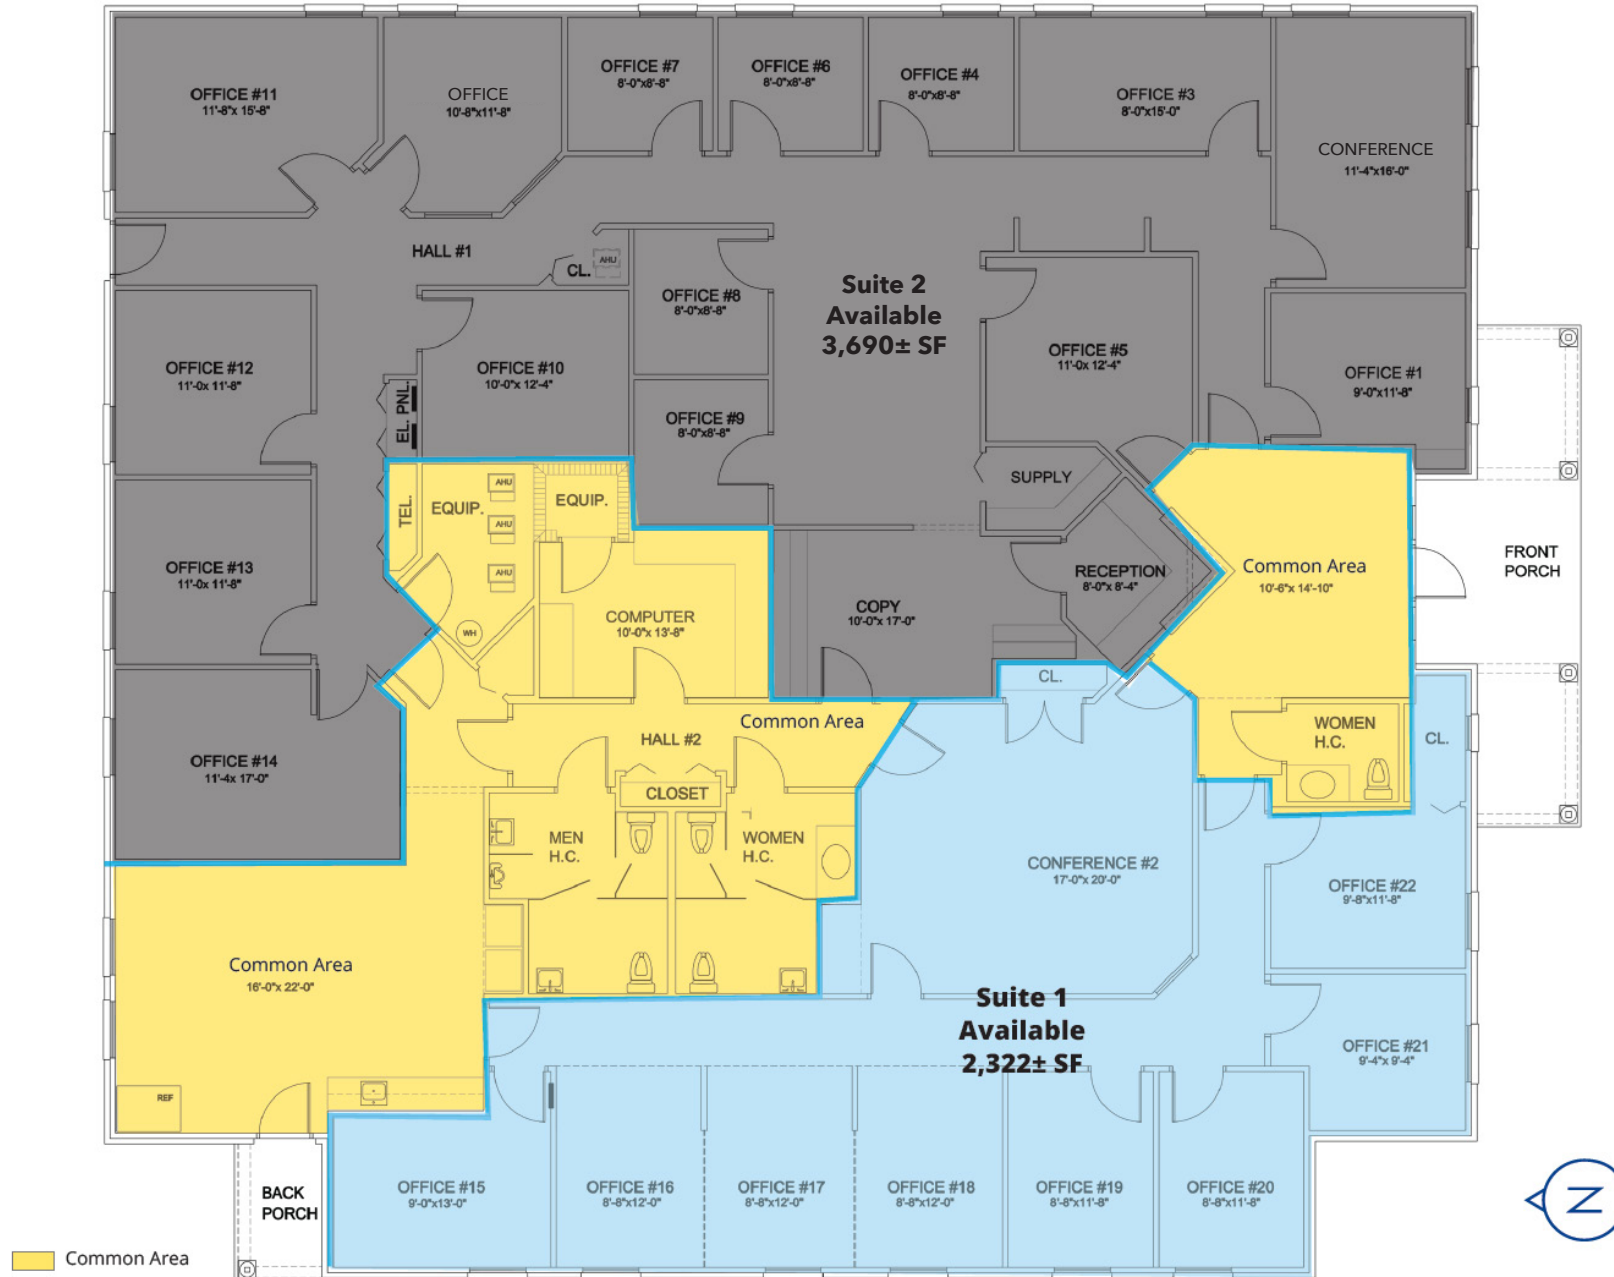 OFFICE #11
11'-8"x 15'-8"
OFFICE
10'-8"x11'-8"
OFFICE #7
8'-0"x8'-8"
OFFICE #6
8'-0"x8'-8"
OFFICE #4
8'-0"x8'-8"
OFFICE #3
8'-0"x15'-0"
CONFERENCE
11'-4"x16'-0"
HALL #1
CL.
AHU
OFFICE #8
8'-0"x8'-8"
Suite 2
Available
3,690± SF
OFFICE #5
11'-0x 12'-4"
OFFICE #12
11'-0x 11'-8"
OFFICE #10
10'-0"x 12'-4"
OFFICE #1
9'-0"x11'-8"
EL. PNL.
OFFICE #9
8'-0"x8'-8"
SUPPLY
TEL.
EQUIP.
AHU
AHU
AHU
EQUIP.
WH
OFFICE #13
11'-0x 11'-8"
COMPUTER
10'-0"x 13'-8"
COPY
10'-0"x 17'-0"
RECEPTION
8'-0"x 8'-4"
Common Area
10'-6"x 14'-10"
FRONT
PORCH
CL.
OFFICE #14
11'-4x 17'-0"
HALL #2
Common Area
WOMEN
H.C.
CL.
CLOSET
MEN
H.C.
WOMEN
H.C.
CONFERENCE #2
17'-0"x 20'-0"
OFFICE #22
9'-8"x11'-8"
Common Area
16'-0"x 22'-0"
Suite 1
Available
2,322± SF
OFFICE #21
9'-4"x 9'-4"
REF
BACK
PORCH
OFFICE #15
9'-0"x13'-0"
OFFICE #16
8'-8"x12'-0"
OFFICE #17
8'-8"x12'-0"
OFFICE #18
8'-8"x12'-0"
OFFICE #19
8'-8"x11'-8"
OFFICE #20
8'-8"x11'-8"
N
Common Area